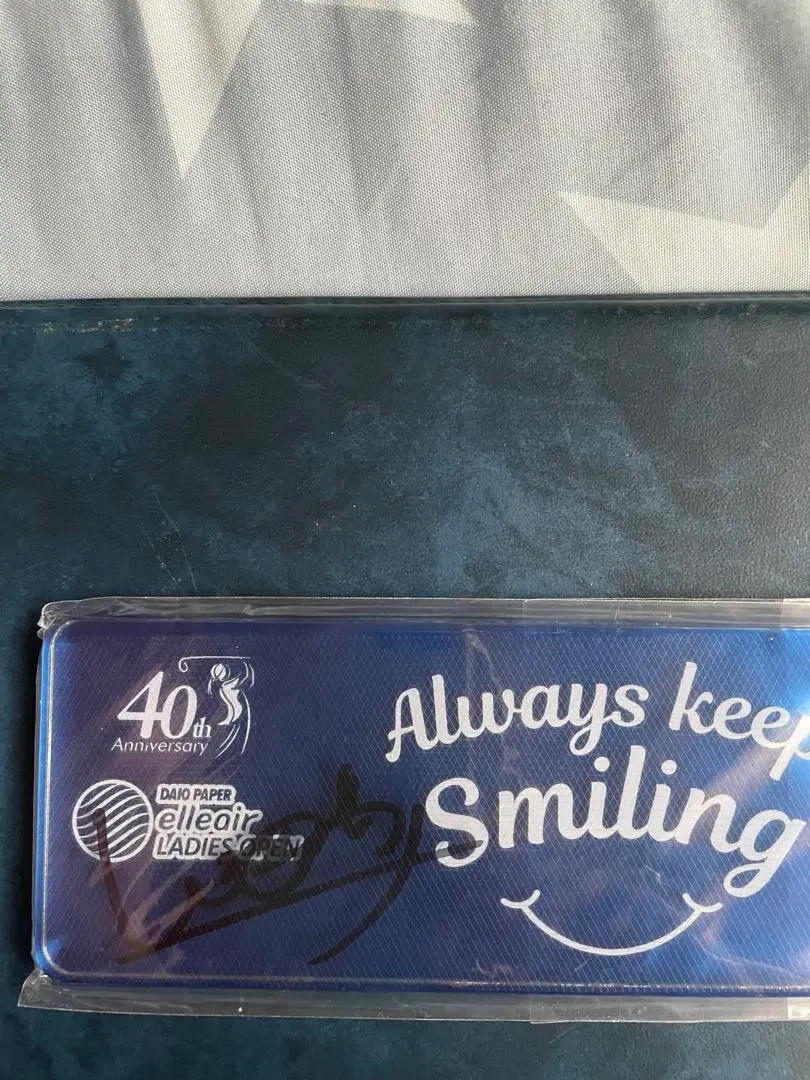 40th
Anniversary
DAIO PAPER
elleair
LADIES OPEN
Always keep
Smiling